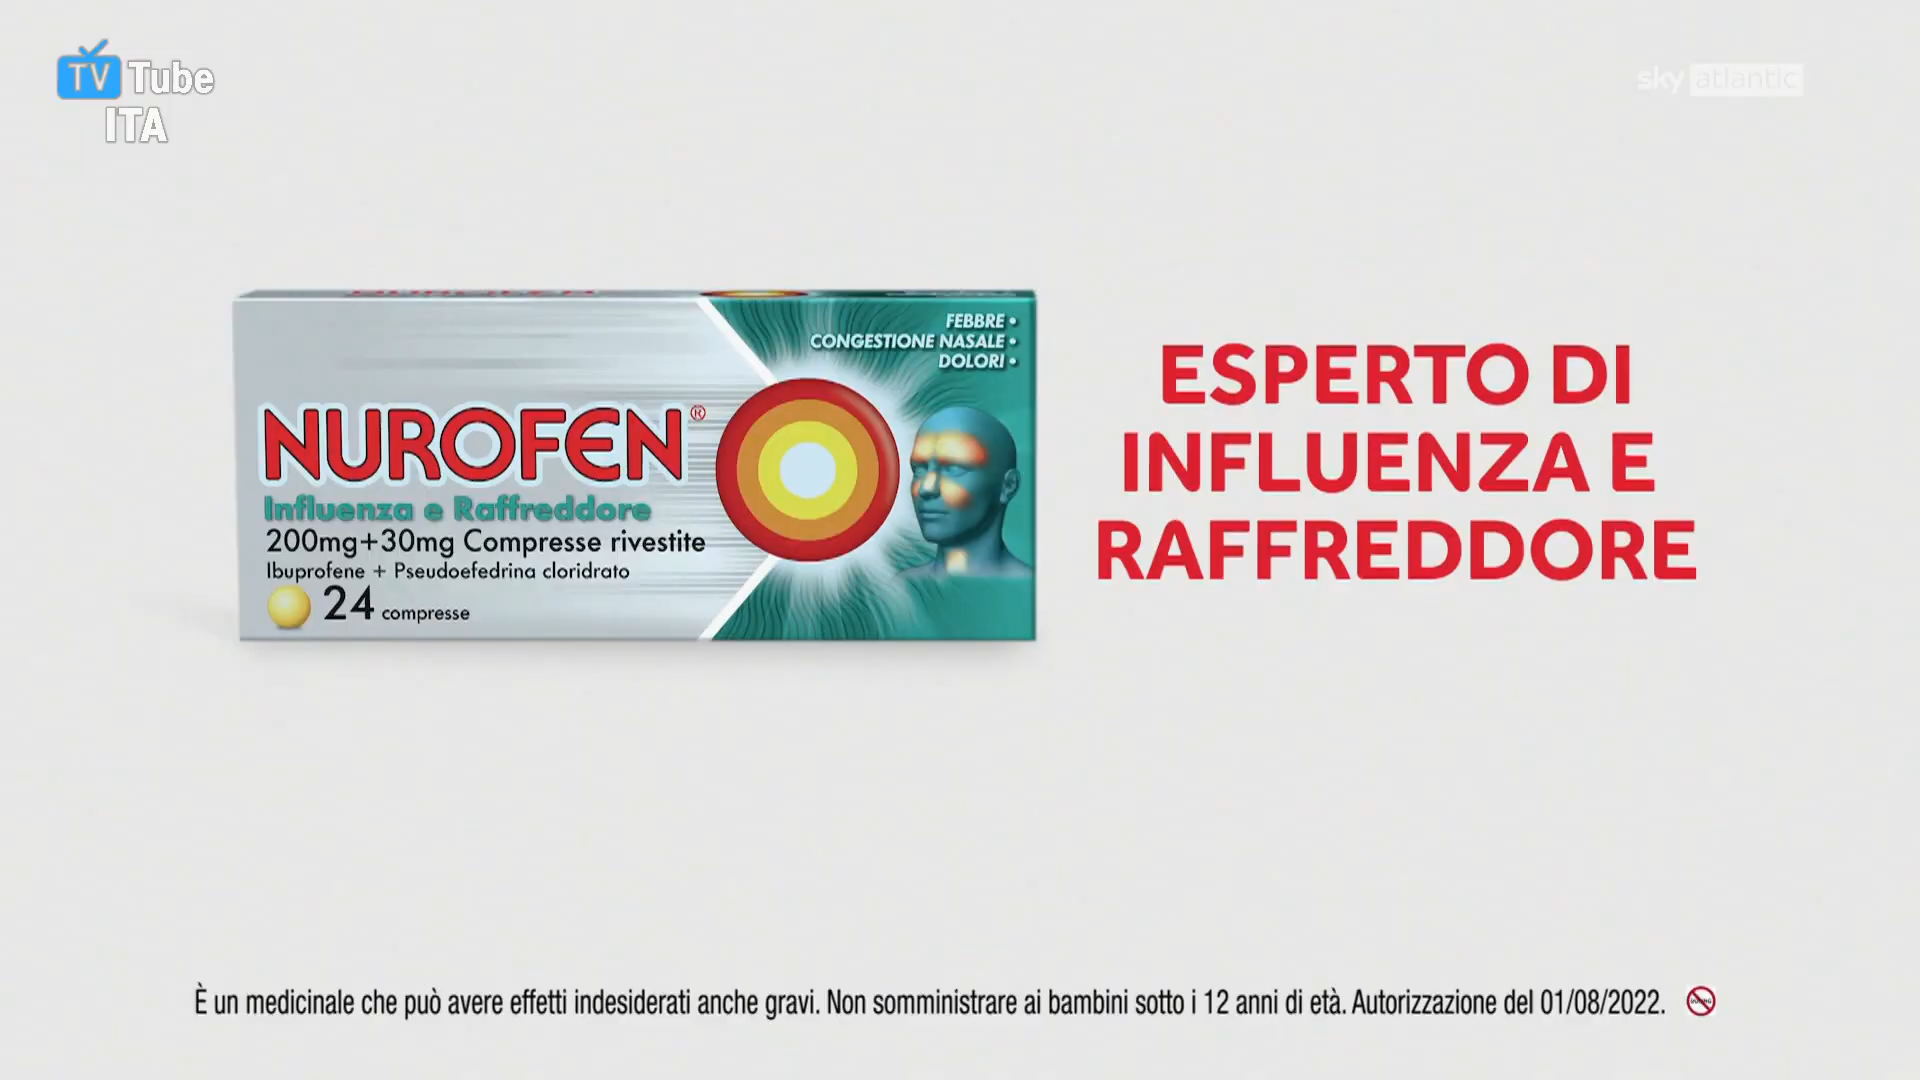 TV Tube
ITA
sky atlantic
FEBBRE •
CONGESTIONE NASALE •
DOLORI •
NUROFEN®
Influenza e Raffreddore
200mg+30mg Compresse rivestite
Ibuprofene + Pseudoefedrina cloridrato
24 compresse
ESPERTO DI
INFLUENZA E
RAFFREDDORE
È un medicinale che può avere effetti indesiderati anche gravi. Non somministrare ai bambini sotto i 12 anni di età. Autorizzazione del 01/08/2022.